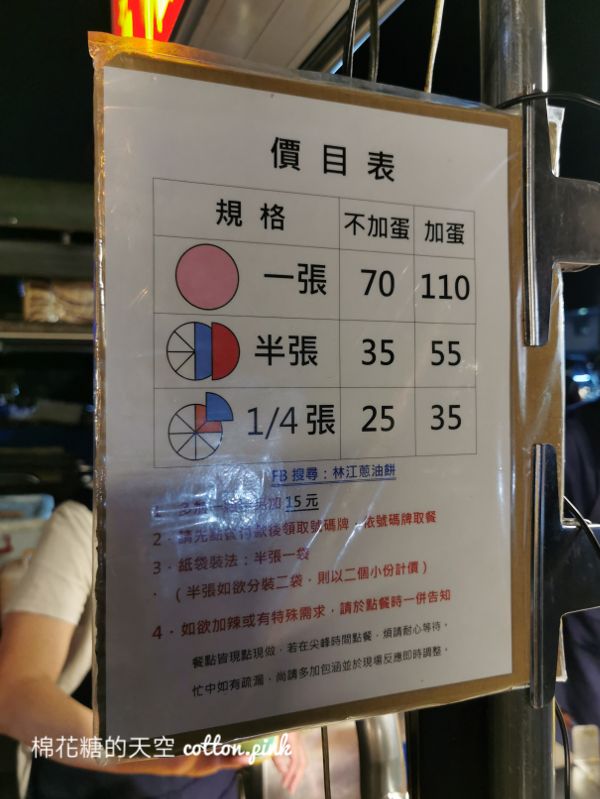 價目表
規格 不加蛋 加蛋
一張 70 110
半張 35 55
1/4張 25 35
FB 搜尋：林江蔥油餅
1. 15 元
2. 請先點餐付款後領取號碼牌，依號碼牌取餐
3. 紙袋裝法：半張一袋
. （半張如欲分裝二袋，則以二個小份計價）
4. 如欲加辣或有特殊需求，請於點餐時一併告知
餐點皆現點現做，若在尖峰時間點餐，煩請耐心等待。
忙中如有疏漏，尚請多加包涵並於現場反應即時調整。
棉花糖的天空 cotton.pink